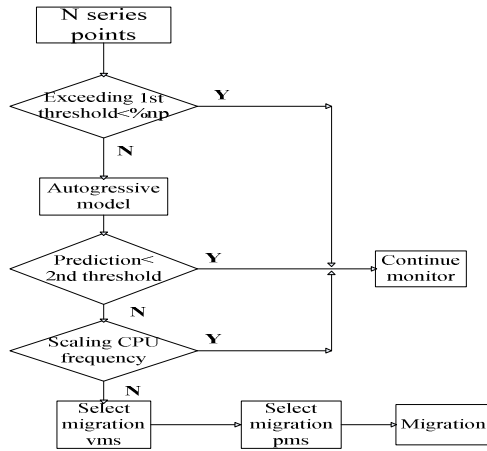 N series
points
Exceeding 1st
threshold<%np
Y
N
Autogressive
model
Prediction<
2nd threshold
Y
Continue
monitor
N
Scaling CPU
frequency
Y
N
Select
migration
vms
Select
migration
pms
Migration